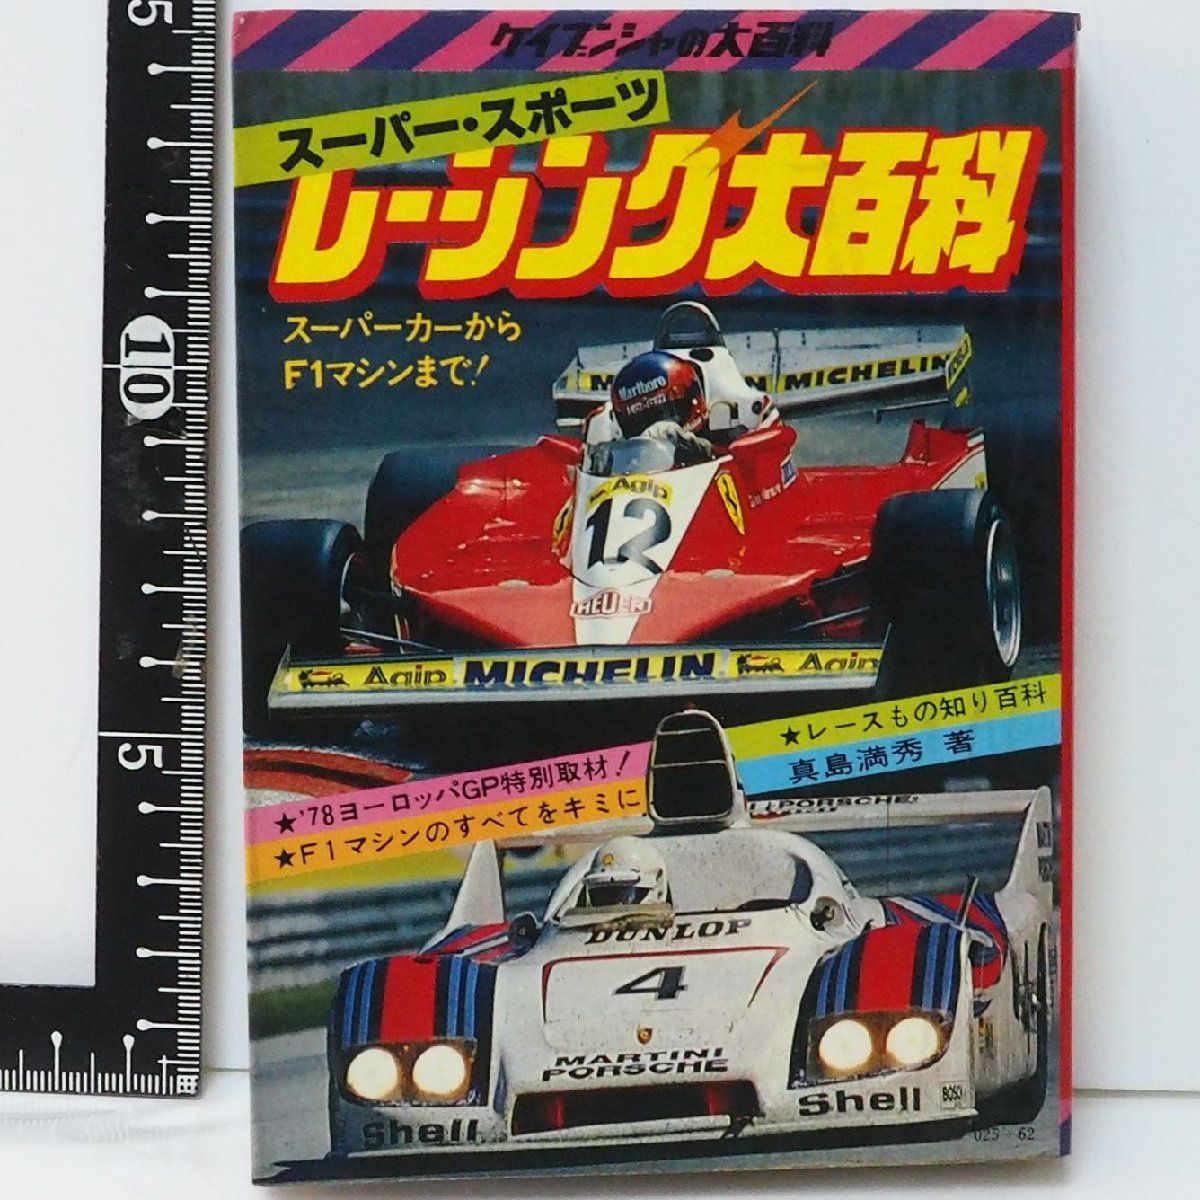 ケイブンシャの大百科
スーパー・スポーツ
レーシング大百科
スーパーカーから
F1マシンまで!
MICHELIN
Marlboro
Agip
12
HEUER
Agip MICHELIN Agip
★レースもの知り百科
真島満秀 著
★'78ヨーロッパGP特別取材!
★F1マシンのすべてをキミに
PORSCHE
DUNLOP
4
MARTINI
PORSCHE
Shell
Shell
BOSCH
025-62
5
10
5